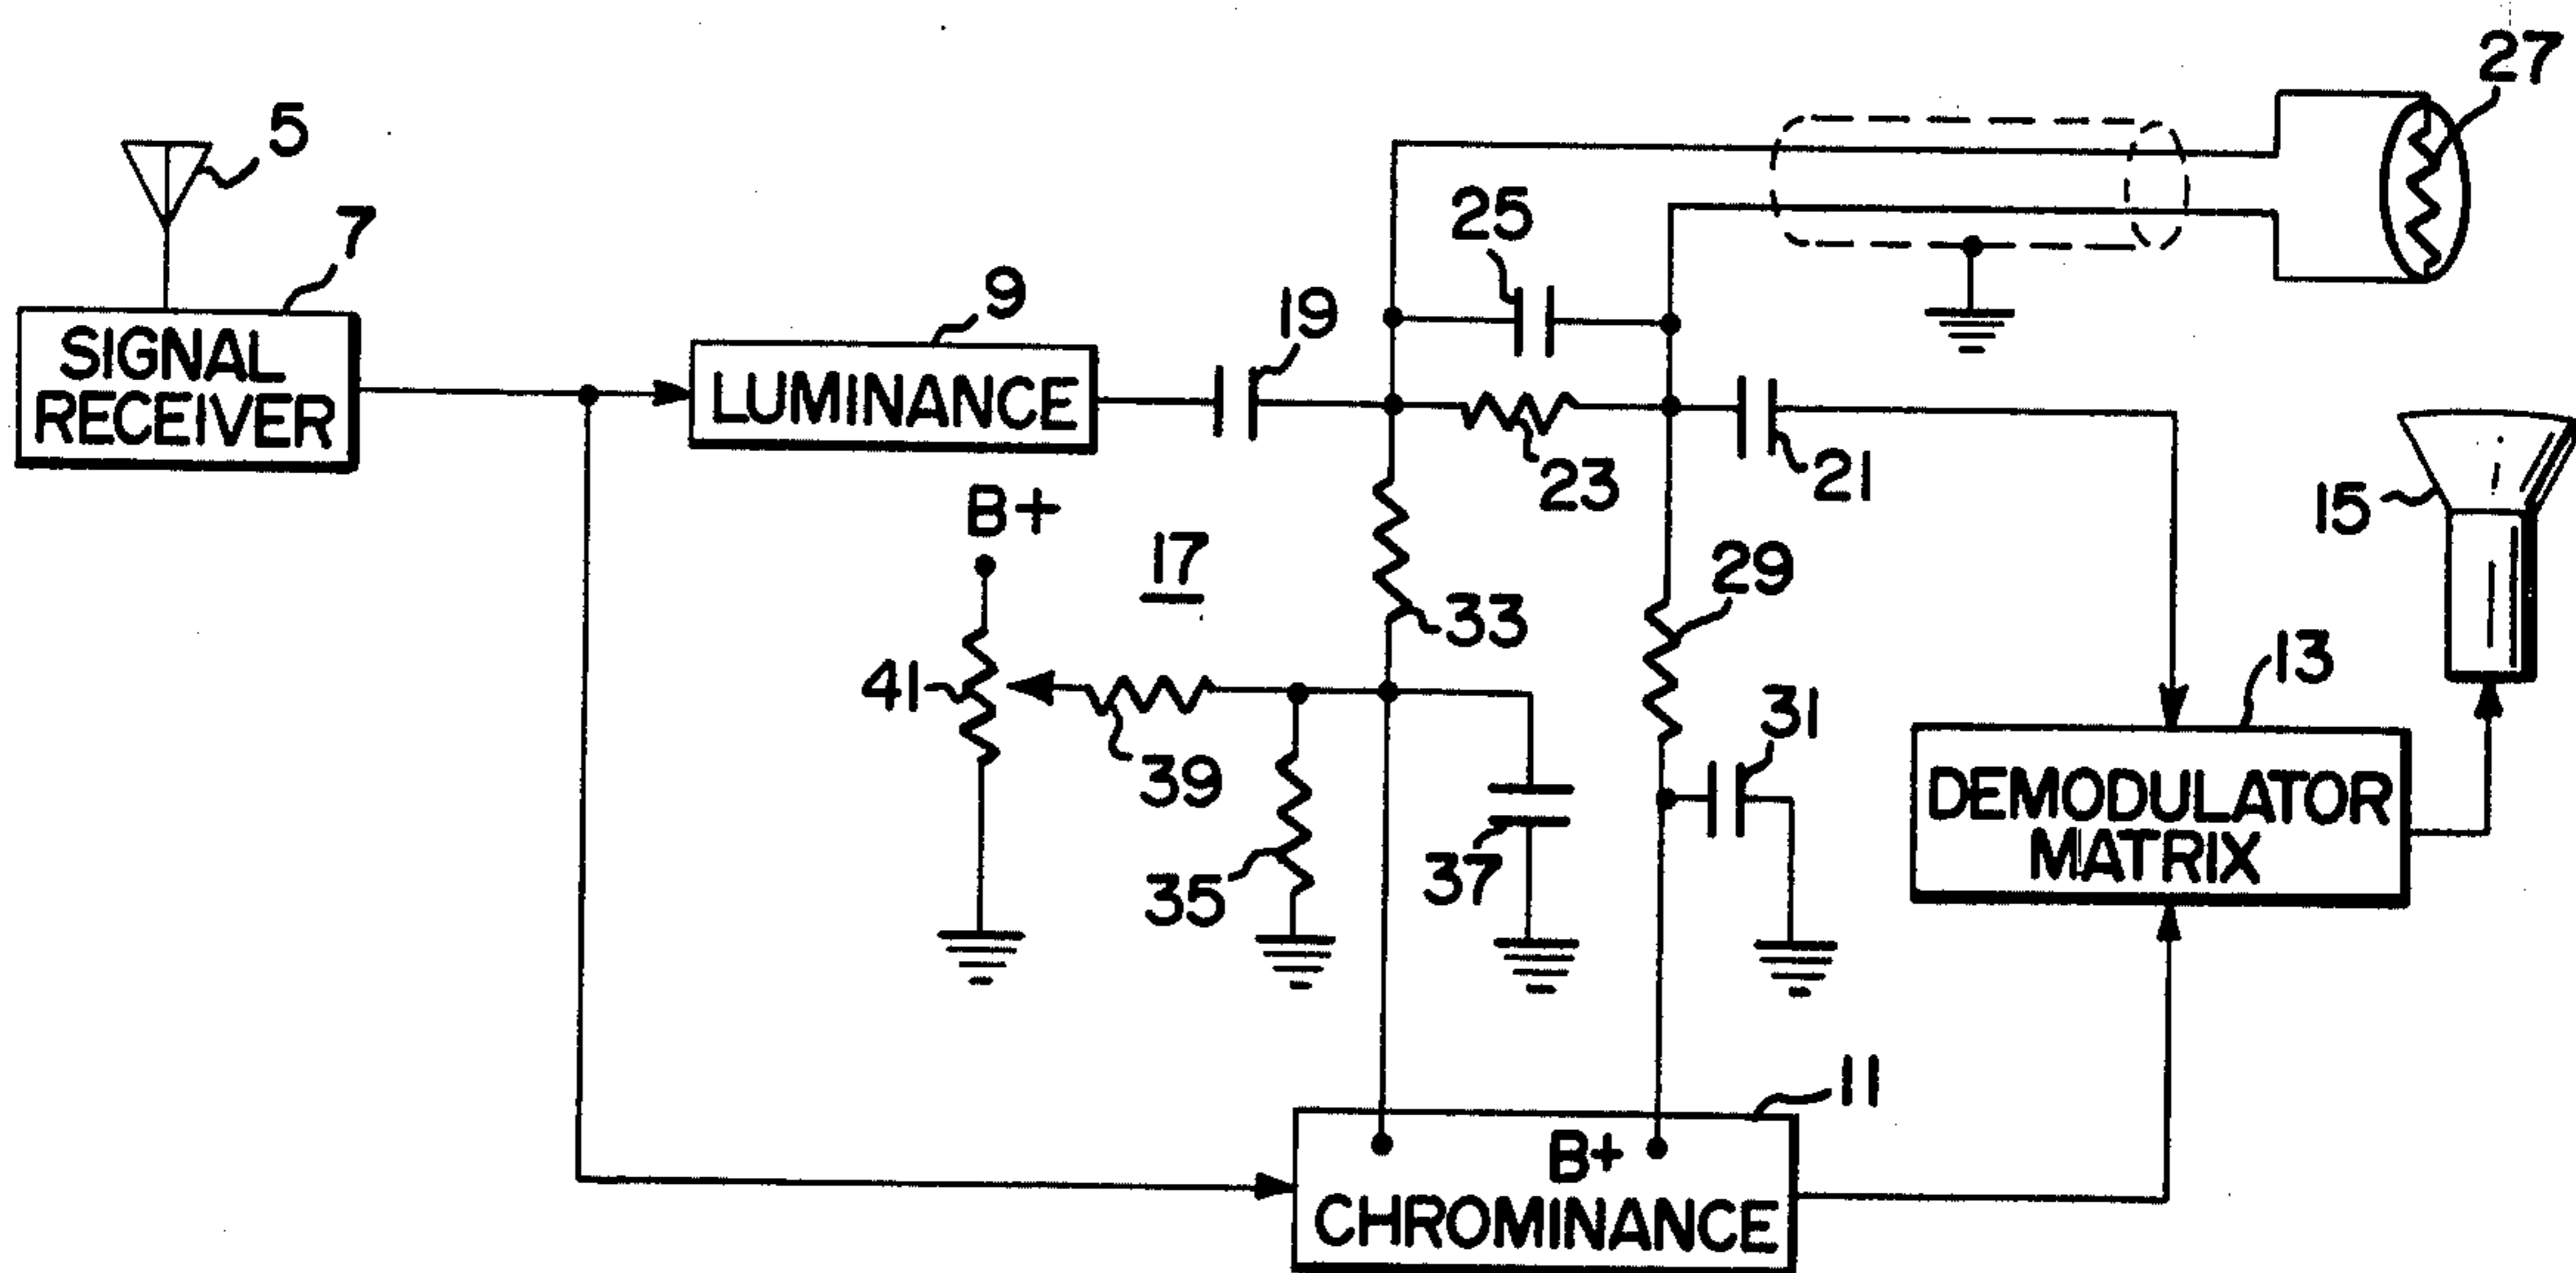 27
5
7
SIGNAL
RECEIVER
9
LUMINANCE
19
25
23
21
15
B+
17
33
29
41
39
35
37
31
13
DEMODULATOR
MATRIX
11
B+
CHROMINANCE